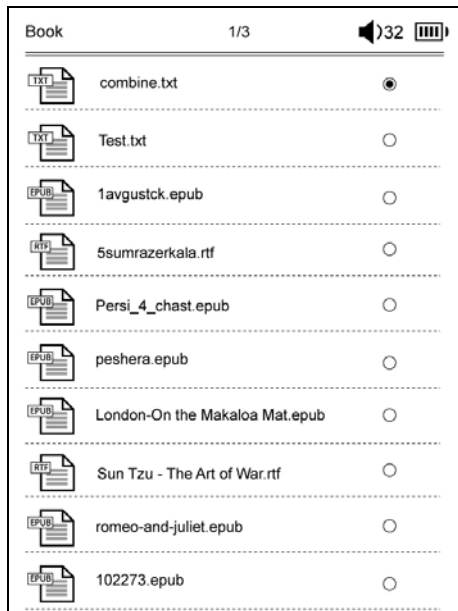 Book 1/3 32
TXT combine.txt
TXT Test.txt
EPUB 1avgustck.epub
RTF 5sumrazerkala.rtf
EPUB Persi_4_chast.epub
EPUB peshera.epub
EPUB London-On the Makaloa Mat.epub
RTF Sun Tzu - The Art of War.rtf
EPUB romeo-and-juliet.epub
EPUB 102273.epub